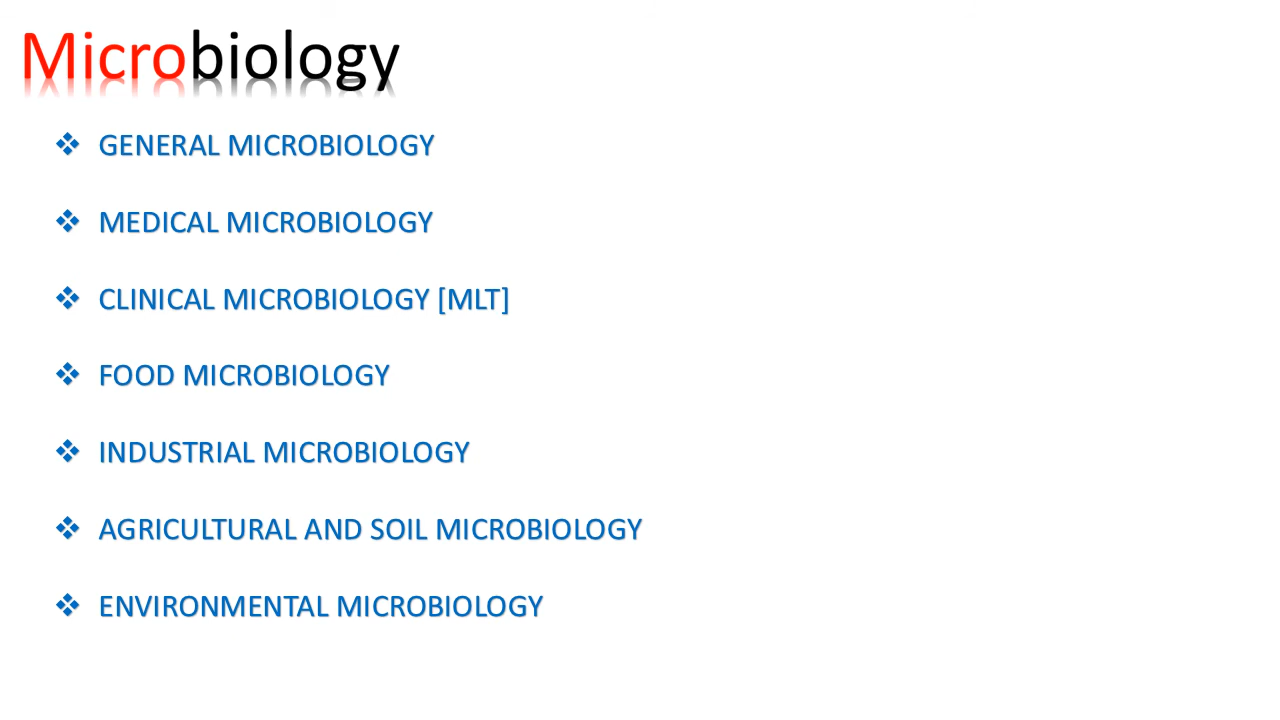 Microbiology
❖ GENERAL MICROBIOLOGY
❖ MEDICAL MICROBIOLOGY
❖ CLINICAL MICROBIOLOGY [MLT]
❖ FOOD MICROBIOLOGY
❖ INDUSTRIAL MICROBIOLOGY
❖ AGRICULTURAL AND SOIL MICROBIOLOGY
❖ ENVIRONMENTAL MICROBIOLOGY